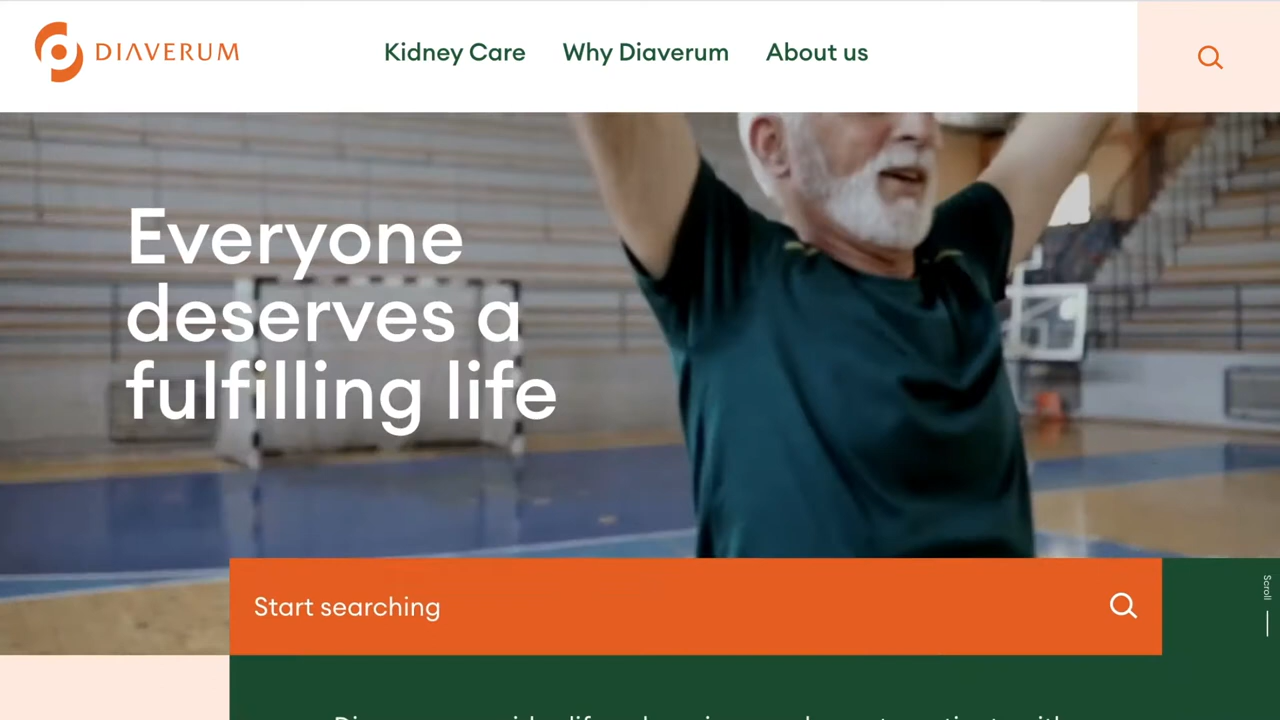 DIAVERUM
Kidney Care
Why Diaverum
About us
Everyone
deserves a
fulfilling life
Start searching
Scroll